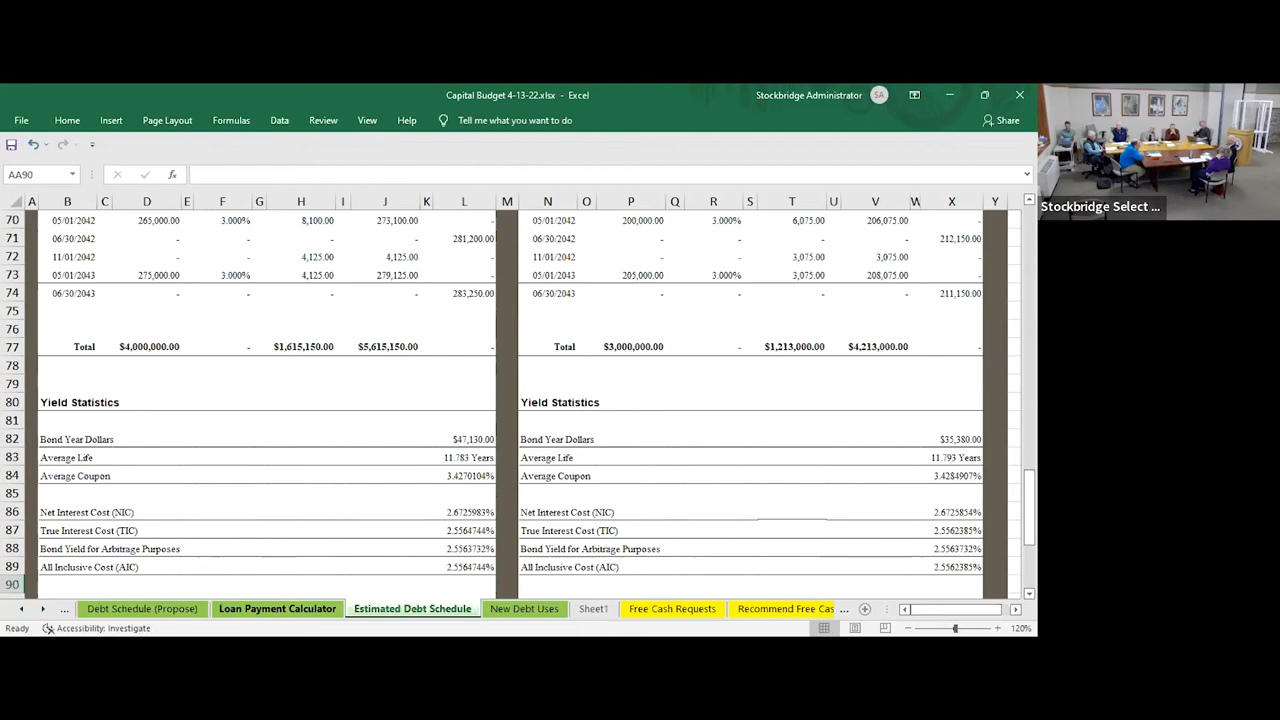 Capital Budget 4-13-22.xlsx - Excel
Stockbridge Administrator SA
File Home Insert Page Layout Formulas Data Review View Help Tell me what you want to do Share
AA90 fx
A B C D E F G H I J K L M N O P Q R S T U V W X Y
70 05/01/2042 265,000.00 3.000% 8,100.00 273,100.00 - 05/01/2042 200,000.00 3.000% 6,075.00 206,075.00 -
71 06/30/2042 - - - - 281,200.00 06/30/2042 - - - - 212,150.00
72 11/01/2042 - - 4,125.00 4,125.00 - 11/01/2042 - - 3,075.00 3,075.00 -
73 05/01/2043 275,000.00 3.000% 4,125.00 279,125.00 - 05/01/2043 205,000.00 3.000% 3,075.00 208,075.00 -
74 06/30/2043 - - - - 283,250.00 06/30/2043 - - - - 211,150.00
75
76
77 Total $4,000,000.00 - $1,615,150.00 $5,615,150.00 - Total $3,000,000.00 - $1,213,000.00 $4,213,000.00 -
78
79
80 Yield Statistics Yield Statistics
81
82 Bond Year Dollars $47,130.00 Bond Year Dollars $35,380.00
83 Average Life 11.783 Years Average Life 11.793 Years
84 Average Coupon 3.4270104% Average Coupon 3.4284907%
85
86 Net Interest Cost (NIC) 2.6725983% Net Interest Cost (NIC) 2.6725854%
87 True Interest Cost (TIC) 2.5564744% True Interest Cost (TIC) 2.5562385%
88 Bond Yield for Arbitrage Purposes 2.5563732% Bond Yield for Arbitrage Purposes 2.5563732%
89 All Inclusive Cost (AIC) 2.5564744% All Inclusive Cost (AIC) 2.5562385%
90
... Debt Schedule (Propose) Loan Payment Calculator Estimated Debt Schedule New Debt Uses Sheet1 Free Cash Requests Recommend Free Cas ...
Ready Accessibility: Investigate 120%
Stockbridge Select ...